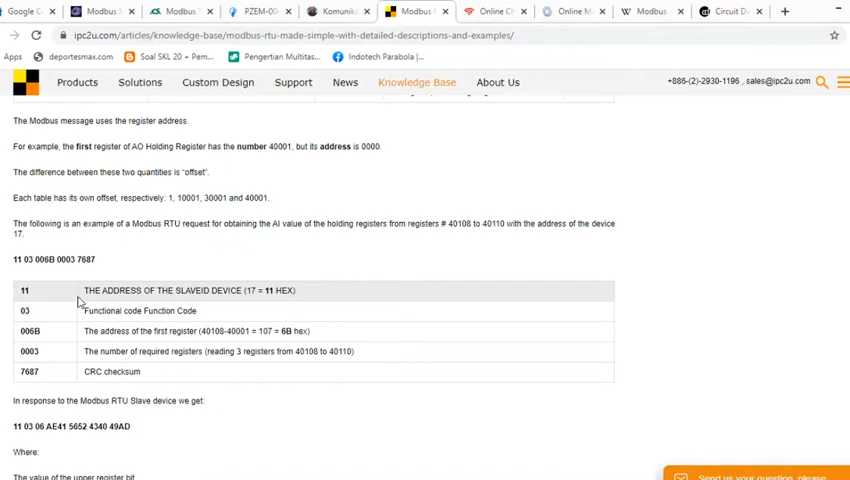 Google C
Modbus M
Modbus T
PZEM-00
Komunik
Modbus
Online C
Online M
Modbus
Circuit D
ipc2u.com/articles/knowledge-base/modbus-rtu-made-simple-with-detailed-descriptions-and-examples/
Apps
deportesmax.com
Soal SKL 20 + Pem...
Pengertian Multitas...
Indotech Parabola |...
Products
Solutions
Custom Design
Support
News
Knowledge Base
About Us
+886-(2)-2930-1196 , sales@ipc2u.com
The Modbus message uses the register address.
For example, the first register of AO Holding Register has the number 40001, but its address is 0000.
The difference between these two quantities is "offset".
Each table has its own offset, respectively: 1, 10001, 30001 and 40001.
The following is an example of a Modbus RTU request for obtaining the AI value of the holding registers from registers # 40108 to 40110 with the address of the device
17.
11 03 006B 0003 7687
11 THE ADDRESS OF THE SLAVEID DEVICE (17 = 11 HEX)
03 Functional code Function Code
006B The address of the first register (40108-40001 = 107 = 6B hex)
0003 The number of required registers (reading 3 registers from 40108 to 40110)
7687 CRC checksum
In response to the Modbus RTU Slave device we get:
11 03 06 AE41 5652 4340 49AD
Where:
The value of the upper register bit
Send us your question, please